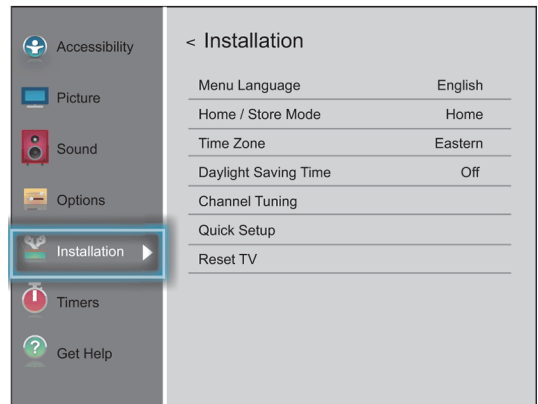 Accessibility
Picture
Sound
Options
Installation
Timers
Get Help
< Installation
Menu Language English
Home / Store Mode Home
Time Zone Eastern
Daylight Saving Time Off
Channel Tuning
Quick Setup
Reset TV